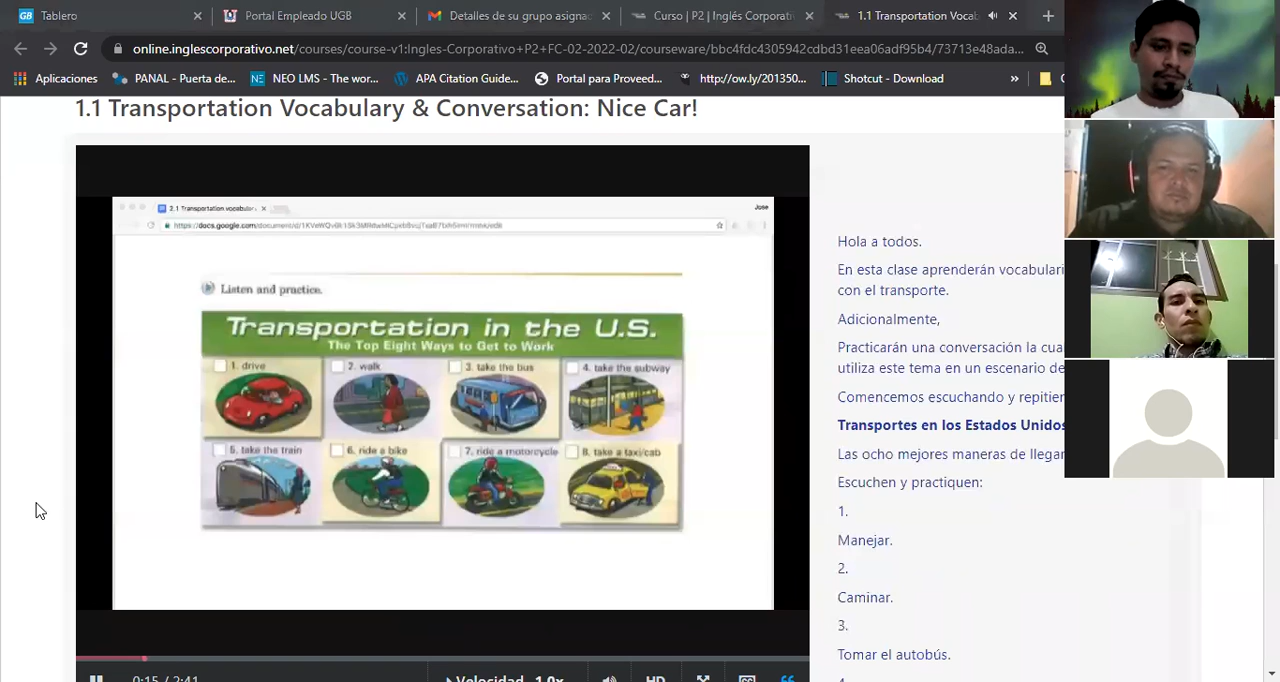 Tablero
Portal Empleado UGB
Detalles de su grupo asigna
Curso | P2 | Inglés Corporati
1.1 Transportation Voca
online.inglescorporativo.net/courses/course-v1:Ingles-Corporativo+P2+FC-02-2022-02/courseware/bbc4fdc4305942cdbd31eea06adf95b4/73713e48ada...
Aplicaciones
PANAL - Puerta de...
NEO LMS - The wor...
APA Citation Guide...
Portal para Proveed...
http://ow.ly/201350...
Shotcut - Download
»
1.1 Transportation Vocabulary & Conversation: Nice Car!
Jose
Listen and practice.
Transportation in the U.S.
The Top Eight Ways to Get to Work
1. drive
2. walk
3. take the bus
4. take the subway
5. take the train
6. ride a bike
7. ride a motorcycle
8. take a taxi/cab
0:15 / 2:41
Velocidad 1.0x
HD
Hola a todos.
En esta clase aprenderán vocabulari
con el transporte.
Adicionalmente,
Practicarán una conversación la cua
utiliza este tema en un escenario de
Comencemos escuchando y repitien
Transportes en los Estados Unidos
Las ocho mejores maneras de llegar
Escuchen y practiquen:
1.
Manejar.
2.
Caminar.
3.
Tomar el autobús.